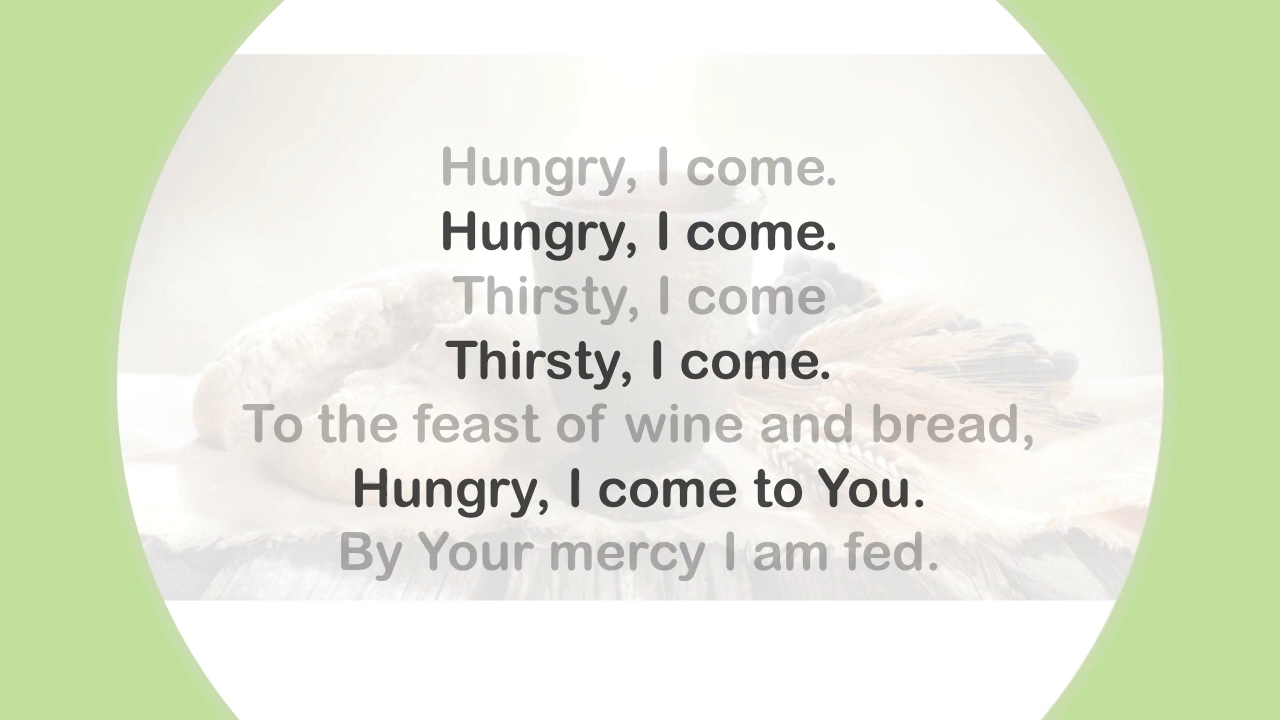 Hungry, I come.
Hungry, I come.
Thirsty, I come
Thirsty, I come.
To the feast of wine and bread,
Hungry, I come to You.
By Your mercy I am fed.